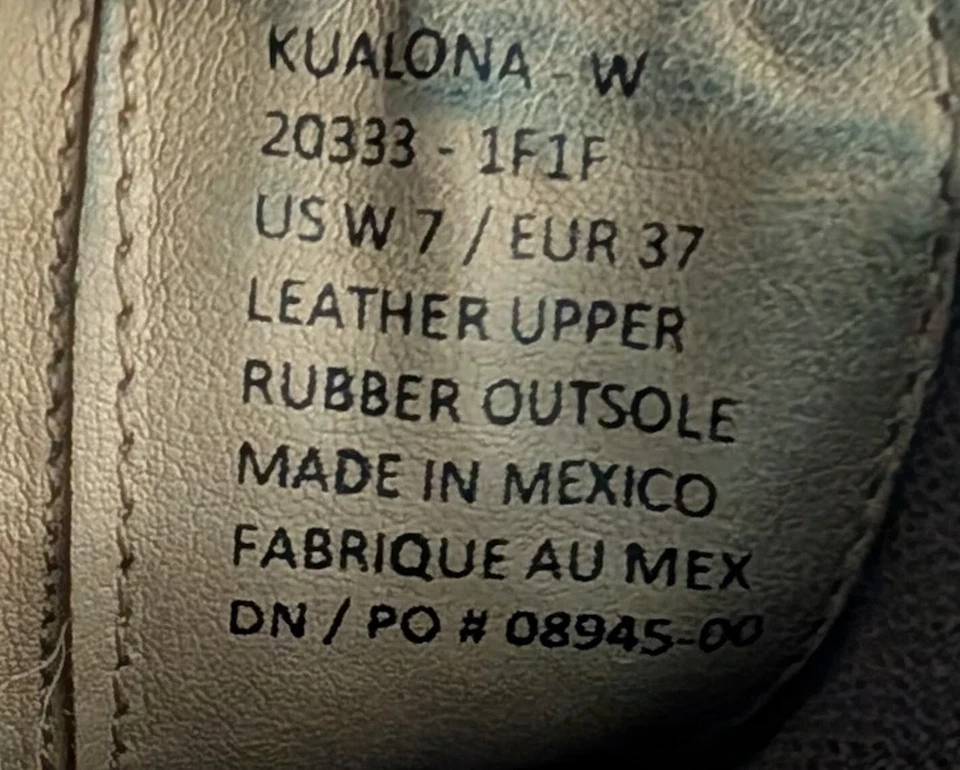 KUALONA - W
20333 - 1F1F
US W 7 / EUR 37
LEATHER UPPER
RUBBER OUTSOLE
MADE IN MEXICO
FABRIQUE AU MEX
DN / PO # 08945-00